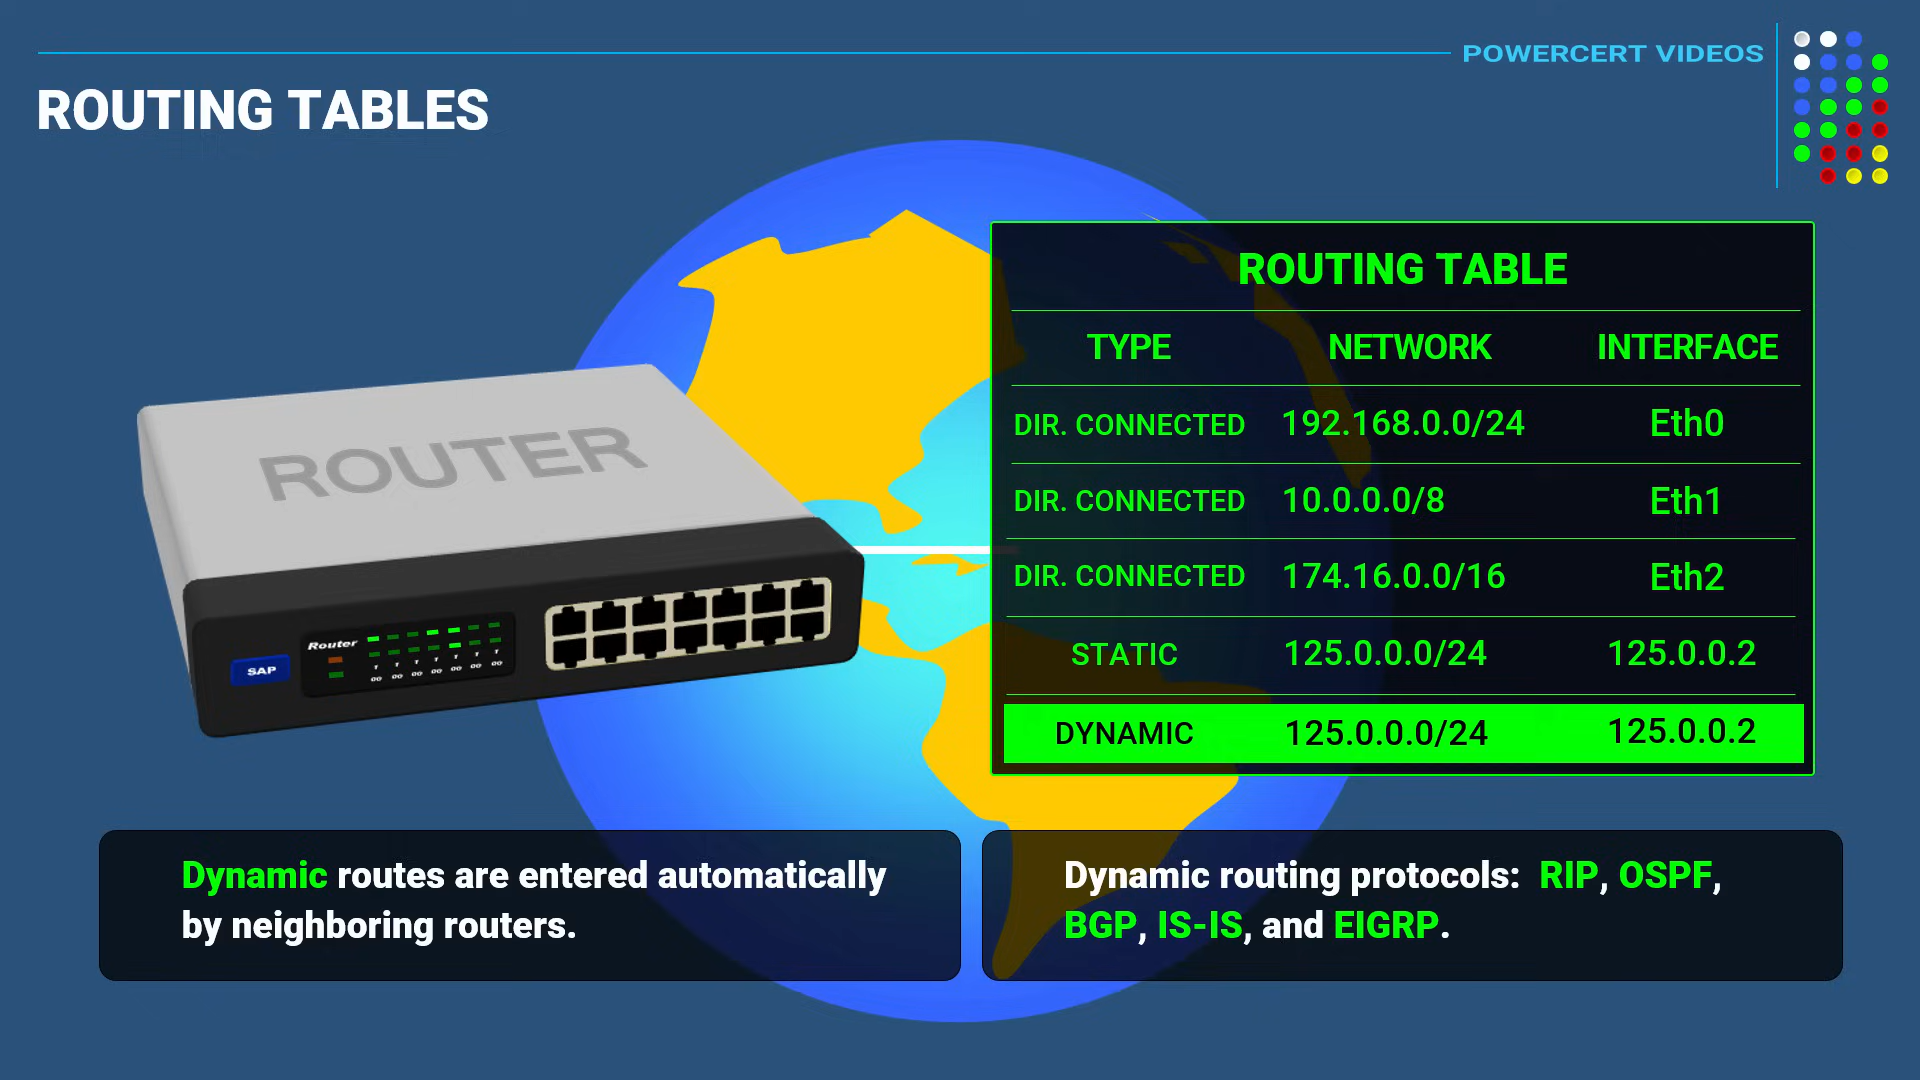 POWERCERT VIDEOS
ROUTING TABLES
ROUTING TABLE
TYPE NETWORK INTERFACE
DIR. CONNECTED 192.168.0.0/24 Eth0
DIR. CONNECTED 10.0.0.0/8 Eth1
DIR. CONNECTED 174.16.0.0/16 Eth2
STATIC 125.0.0.0/24 125.0.0.2
DYNAMIC 125.0.0.0/24 125.0.0.2
ROUTER
Router
SAP
Dynamic routes are entered automatically
by neighboring routers.
Dynamic routing protocols: RIP, OSPF,
BGP, IS-IS, and EIGRP.